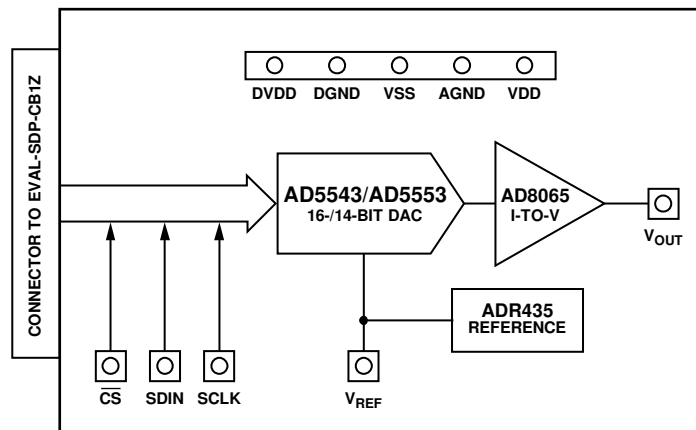 CONNECTOR TO EVAL-SDP-CB1Z
DVDD DGND VSS AGND VDD
AD5543/AD5553
16-/14-BIT DAC
AD8065
I-TO-V
VOUT
ADR435
REFERENCE
CS SDIN SCLK
VREF